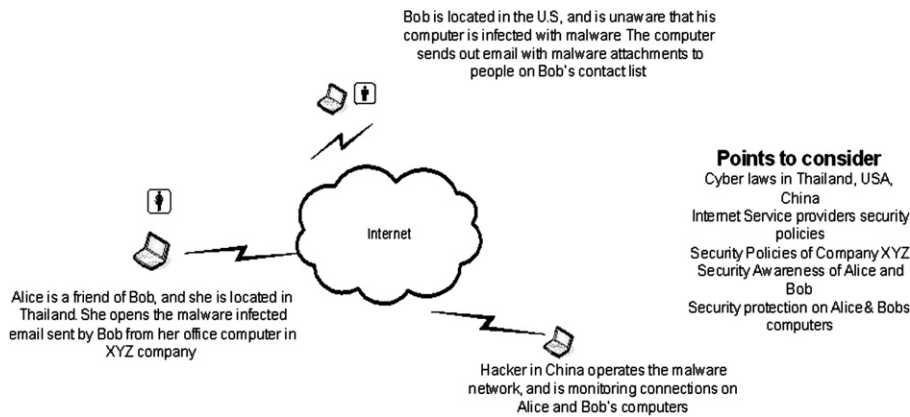 Bob is located in the U.S, and is unaware that his
computer is infected with malware. The computer
sends out email with malware attachments to
people on Bob's contact list
Internet
Alice is a friend of Bob, and she is located in
Thailand. She opens the malware infected
email sent by Bob from her office computer in
XYZ company
Hacker in China operates the malware
network, and is monitoring connections on
Alice and Bob's computers
Points to consider
Cyber laws in Thailand, USA,
China
Internet Service providers security
policies
Security Policies of Company XYZ
Security Awareness of Alice and
Bob
Security protection on Alice & Bobs
computers